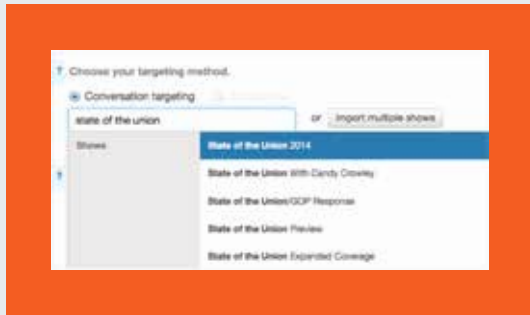 ? Choose your targeting method.
Conversation targeting
state of the union or Import multiple shows
Shows State of the Union 2014
State of the Union With Candy Crowley
State of the Union/GOP Response
? State of the Union Preview
State of the Union Expanded Coverage